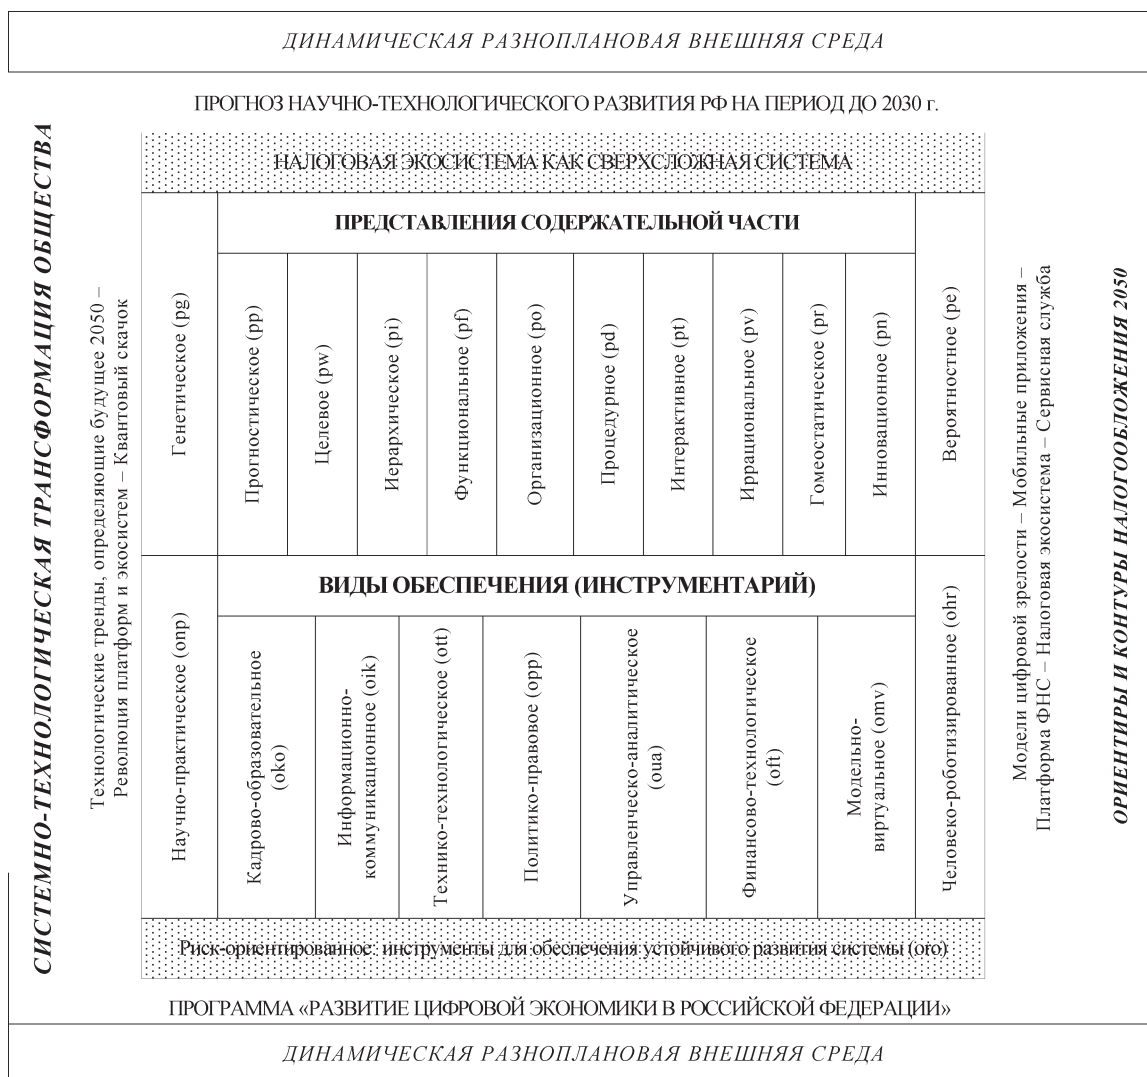 ДИНАМИЧЕСКАЯ РАЗНОПЛАНОВАЯ ВНЕШНЯЯ СРЕДА
ПРОГНОЗ НАУЧНО-ТЕХНОЛОГИЧЕСКОГО РАЗВИТИЯ РФ НА ПЕРИОД ДО 2030 г.
СИСТЕМНО-ТЕХНОЛОГИЧЕСКАЯ ТРАНСФОРМАЦИЯ ОБЩЕСТВА
Технологические тренды, определяющие будущее 2050 –
Революция платформ и экосистем – Квантовый скачок
НАЛОГОВАЯ ЭКОСИСТЕМА КАК СВЕРХСЛОЖНАЯ СИСТЕМА
ПРЕДСТАВЛЕНИЯ СОДЕРЖАТЕЛЬНОЙ ЧАСТИ
Генетическое (pg)
Прогностическое (pp)
Целевое (pw)
Иерархическое (pi)
Функциональное (pf)
Организационное (po)
Процедурное (pd)
Интерактивное (pt)
Иррациональное (pv)
Гомеостатическое (pr)
Инновационное (pn)
Вероятностное (pe)
ВИДЫ ОБЕСПЕЧЕНИЯ (ИНСТРУМЕНТАРИЙ)
Научно-практическое (onp)
Кадрово-образовательное
(oko)
Информационно-
коммуникационное (oik)
Технико-технологическое (ott)
Политико-правовое (opp)
Управленческо-аналитическое
(oua)
Финансово-технологическое
(oft)
Модельно-
виртуальное (omv)
Человеко-роботизированное (ohr)
Риск-ориентированное: инструменты для обеспечения устойчивого развития системы (oro)
Модели цифровой зрелости – Мобильные приложения –
Платформа ФНС – Налоговая экосистема – Сервисная служба
ОРИЕНТИРЫ И КОНТУРЫ НАЛОГООБЛОЖЕНИЯ 2050
ПРОГРАММА «РАЗВИТИЕ ЦИФРОВОЙ ЭКОНОМИКИ В РОССИЙСКОЙ ФЕДЕРАЦИИ»
ДИНАМИЧЕСКАЯ РАЗНОПЛАНОВАЯ ВНЕШНЯЯ СРЕДА